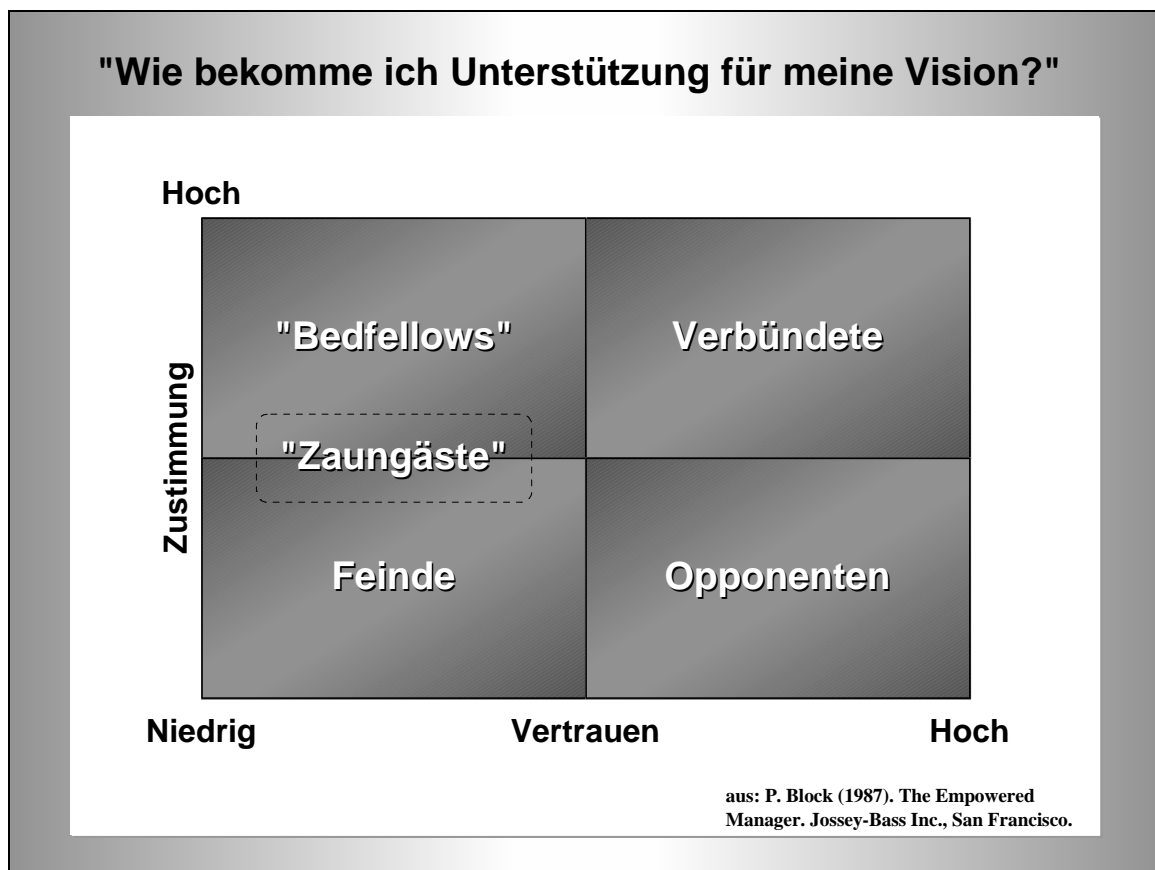 "Wie bekomme ich Unterstützung für meine Vision?"
Hoch
"Bedfellows"
Verbündete
Zustimmung
"Zaungäste"
Feinde
Opponenten
Niedrig
Vertrauen
Hoch
aus: P. Block (1987). The Empowered
Manager. Jossey-Bass Inc., San Francisco.